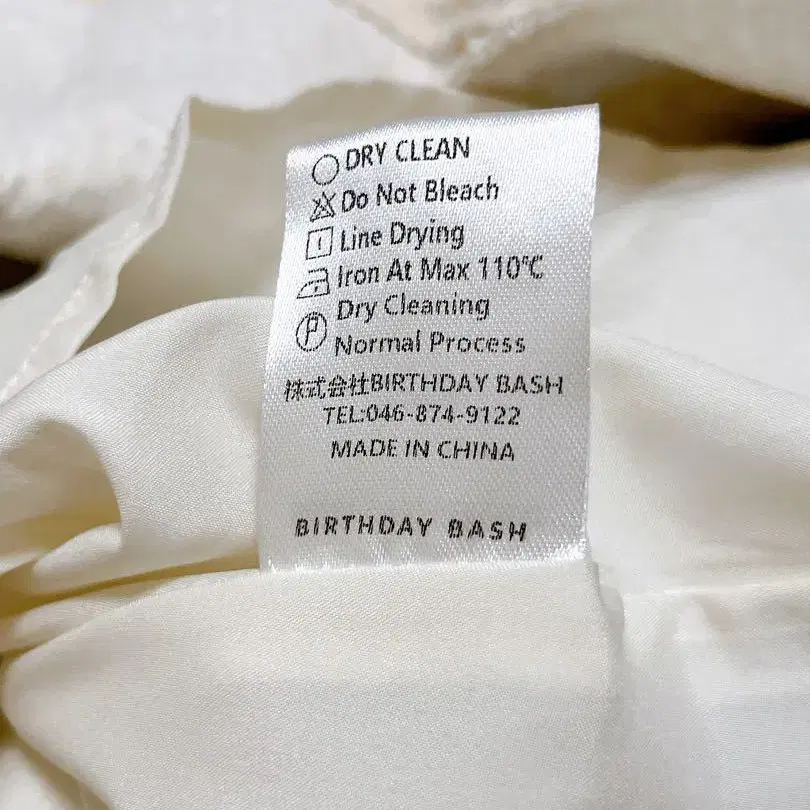 DRY CLEAN
Do Not Bleach
Line Drying
Iron At Max 110℃
Dry Cleaning
P
Normal Process
株式会社BIRTHDAY BASH
TEL:046-874-9122
MADE IN CHINA
BIRTHDAY BASH